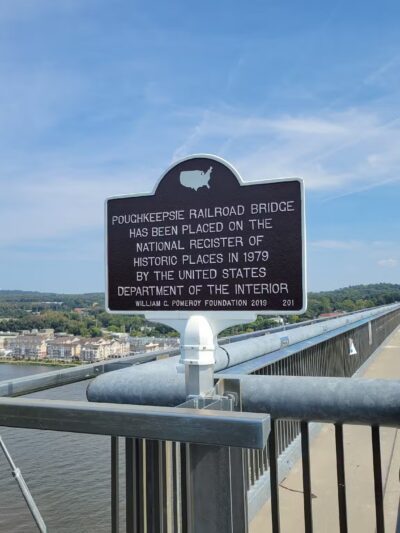 POUGHKEEPSIE RAILROAD BRIDGE
HAS BEEN PLACED ON THE
NATIONAL REGISTER OF
HISTORIC PLACES IN 1979
BY THE UNITED STATES
DEPARTMENT OF THE INTERIOR
WILLIAM G. POMEROY FOUNDATION 2019 201